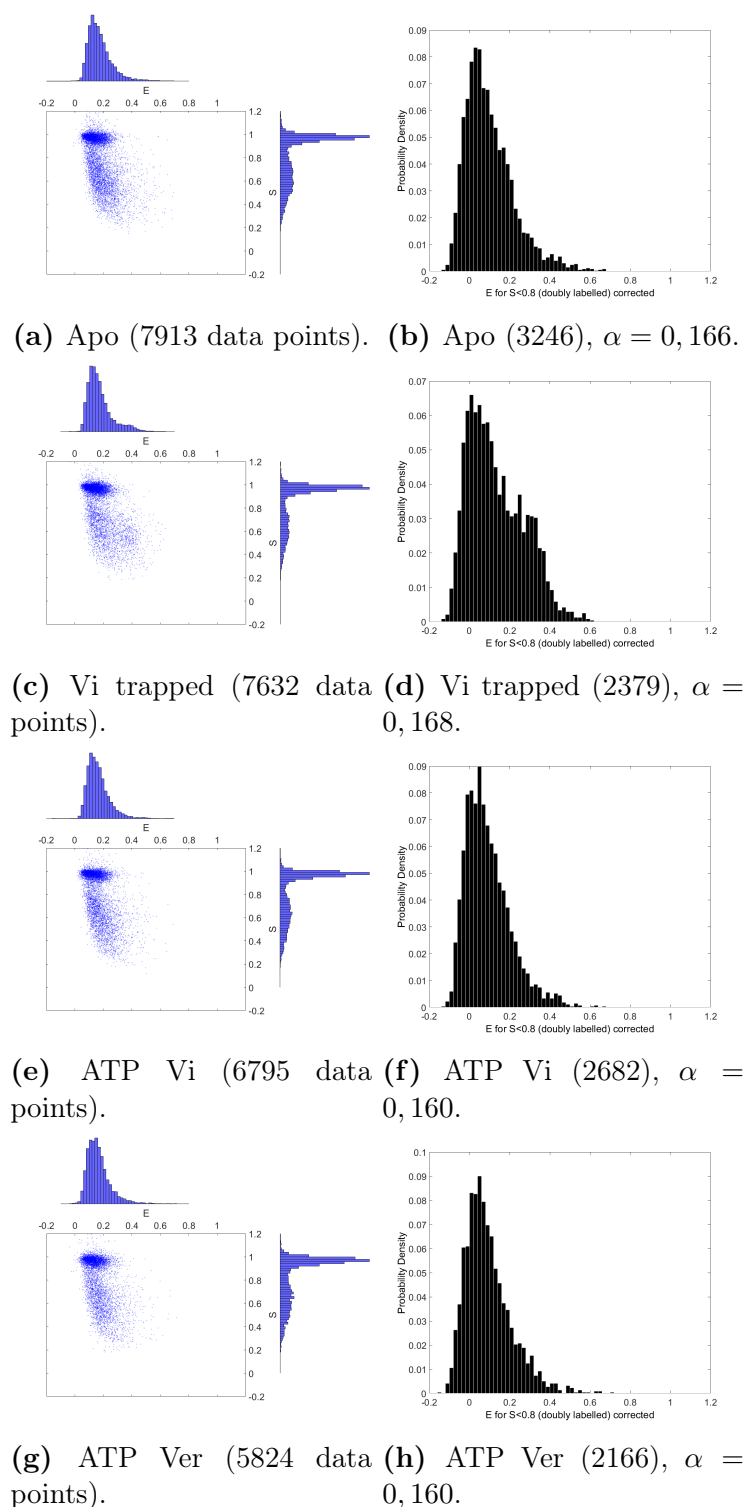 E
-0.2 0 0.2 0.4 0.6 0.8 1
1.2
1
0.8
0.6
0.4
0.2
0
-0.2
S
0.09
0.08
0.07
0.06
0.05
0.04
0.03
0.02
0.01
0
Probability Density
-0.2 0 0.2 0.4 0.6 0.8 1 1.2
E for S<0.8 (doubly labelled) corrected
(a) Apo (7913 data points).
(b) Apo (3246), α = 0, 166.
E
-0.2 0 0.2 0.4 0.6 0.8 1
1.2
1
0.8
0.6
0.4
0.2
0
-0.2
S
0.07
0.06
0.05
0.04
0.03
0.02
0.01
0
Probability Density
-0.2 0 0.2 0.4 0.6 0.8 1 1.2
E for S<0.8 (doubly labelled) corrected
(c) Vi trapped (7632 data
points).
(d) Vi trapped (2379), α =
0, 168.
E
-0.2 0 0.2 0.4 0.6 0.8 1
1.2
1
0.8
0.6
0.4
0.2
0
-0.2
S
0.09
0.08
0.07
0.06
0.05
0.04
0.03
0.02
0.01
0
Probability Density
-0.2 0 0.2 0.4 0.6 0.8 1 1.2
E for S<0.8 (doubly labelled) corrected
(e) ATP Vi (6795 data
points).
(f) ATP Vi (2682), α =
0, 160.
E
-0.2 0 0.2 0.4 0.6 0.8 1
1.2
1
0.8
0.6
0.4
0.2
0
-0.2
S
0.1
0.09
0.08
0.07
0.06
0.05
0.04
0.03
0.02
0.01
0
Probability Density
-0.2 0 0.2 0.4 0.6 0.8 1 1.2
E for S<0.8 (doubly labelled) corrected
(g) ATP Ver (5824 data
points).
(h) ATP Ver (2166), α =
0, 160.